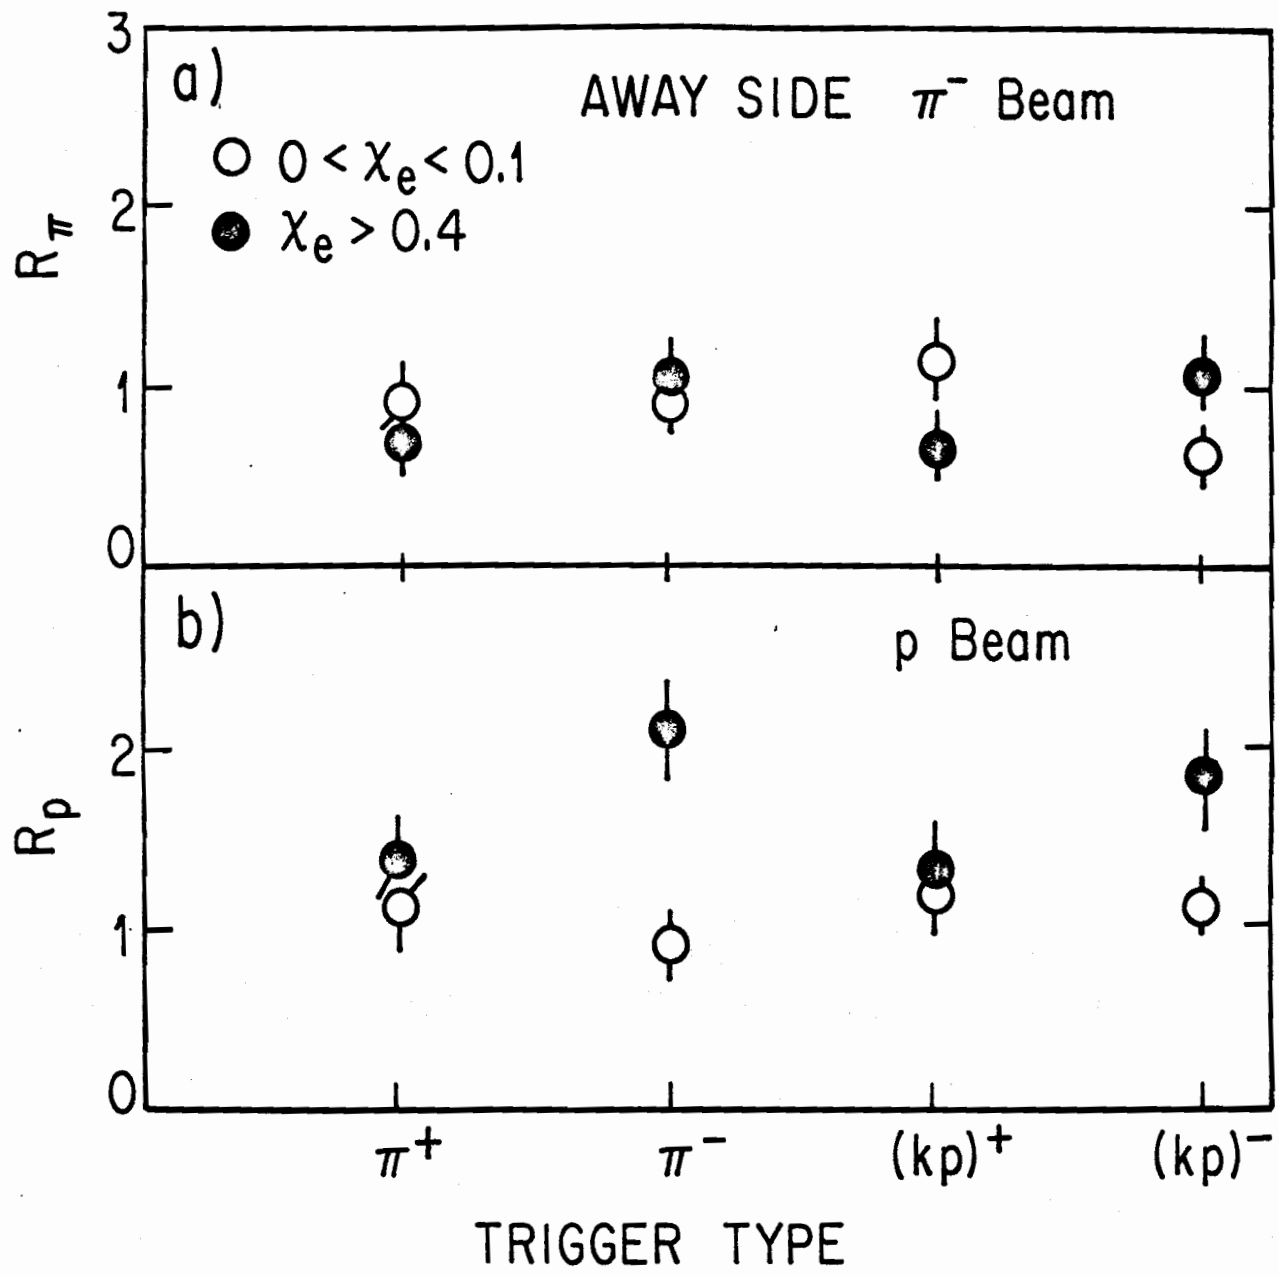 3
a)
AWAY SIDE π⁻ Beam
0 < χe < 0.1
χe > 0.4
2
Rπ
1
0
b)
p Beam
2
Rp
1
0
π⁺ π⁻ (kp)⁺ (kp)⁻
TRIGGER TYPE